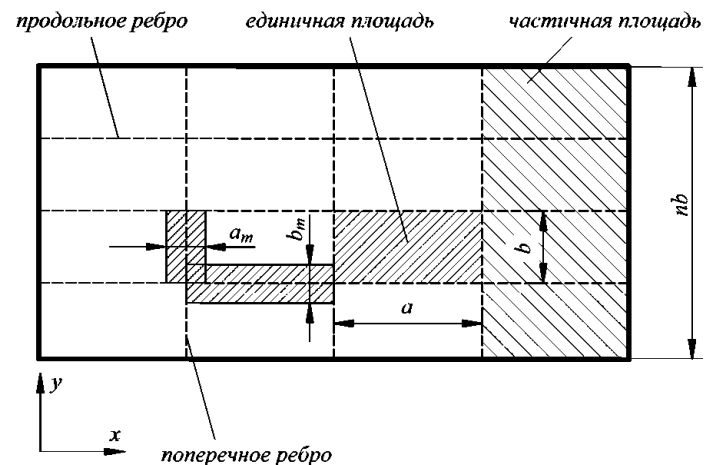 продольное ребро
единичная площадь
частичная площадь
nb
a_m
b_m
b
a
y
x
поперечное ребро